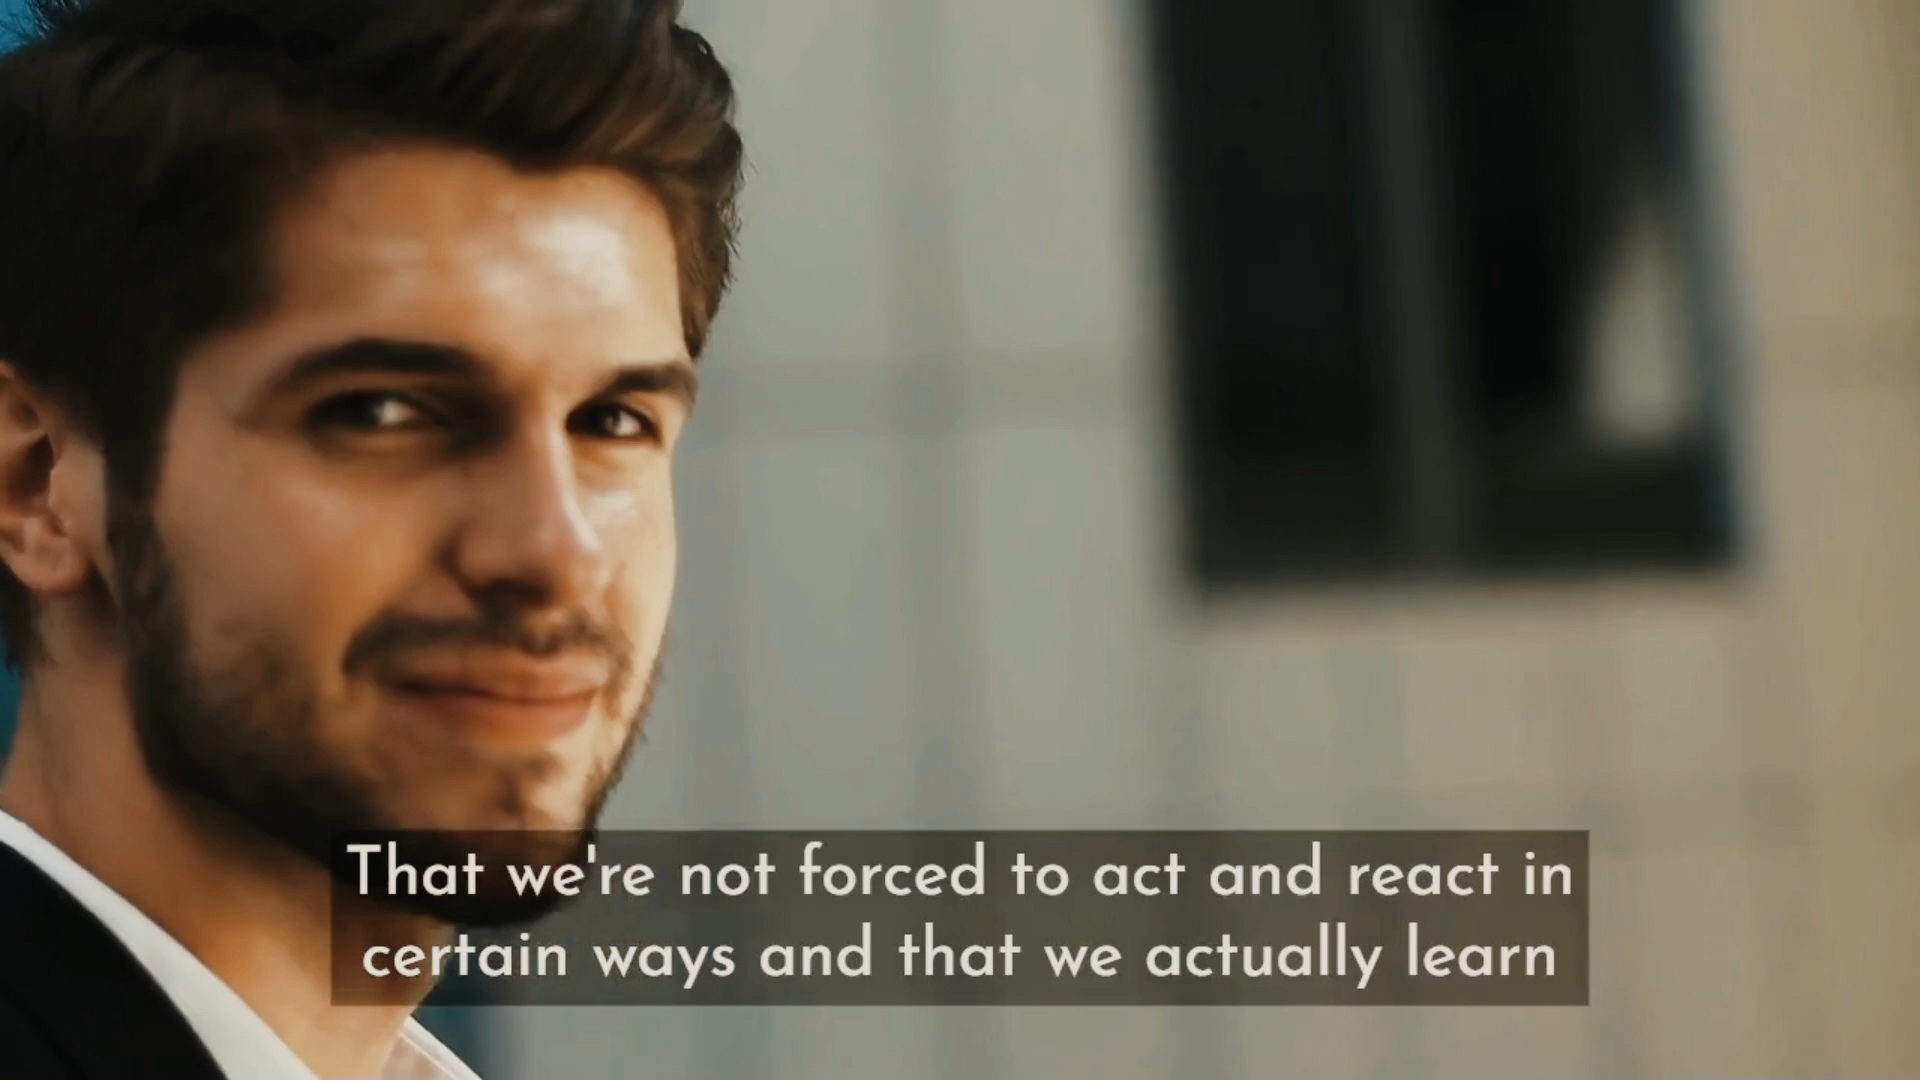 That we're not forced to act and react in
certain ways and that we actually learn